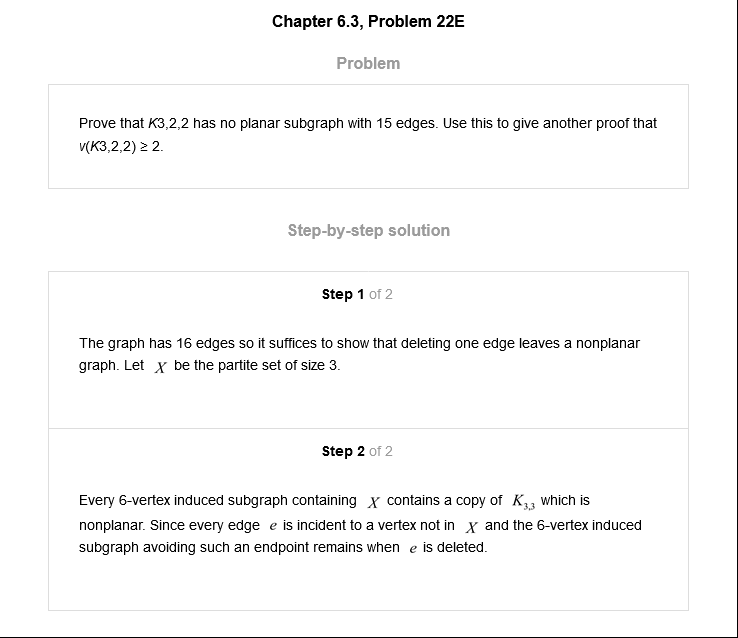 Chapter 6.3, Problem 22E
Problem
Prove that K3,2,2 has no planar subgraph with 15 edges. Use this to give another proof that
v(K3,2,2) ≥ 2.
Step-by-step solution
Step 1 of 2
The graph has 16 edges so it suffices to show that deleting one edge leaves a nonplanar
graph. Let X be the partite set of size 3.
Step 2 of 2
Every 6-vertex induced subgraph containing X contains a copy of K3,3 which is
nonplanar. Since every edge e is incident to a vertex not in X and the 6-vertex induced
subgraph avoiding such an endpoint remains when e is deleted.